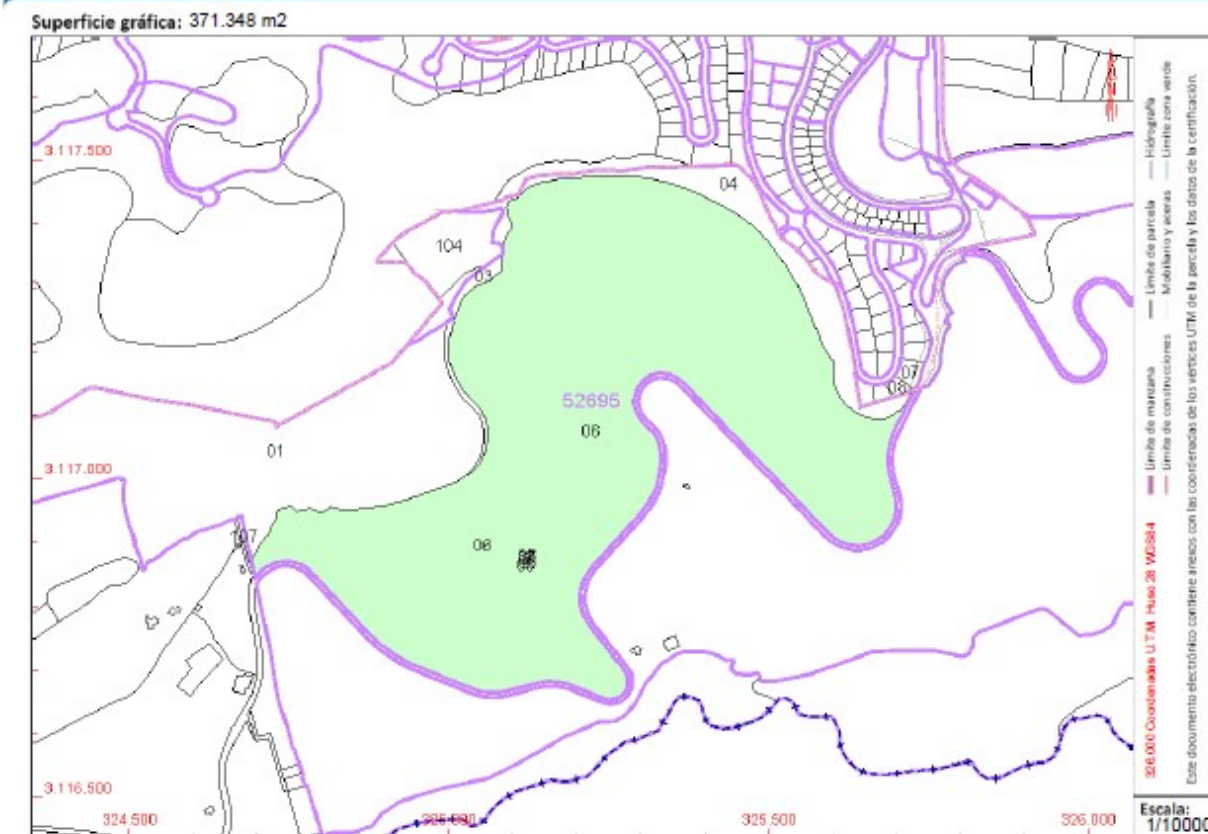 Superficie gráfica: 371.348 m2
3.117.500
04
104
03
07
08
52695
06
01
3.117.000
06
3.116.500
324.500
325.000
325.500
326.000
Hidrografía
Límite zona verde
Límite de parcela
Mobiliario y aceras
Límite de manzana
Límite de construcciones
326.000 Coordenadas U.T.M. Huso 28 WGS84
Este documento electrónico contiene anexos con las coordenadas de los vértices UTM de la parcela y los datos de la certificación.
Escala:
1/10000